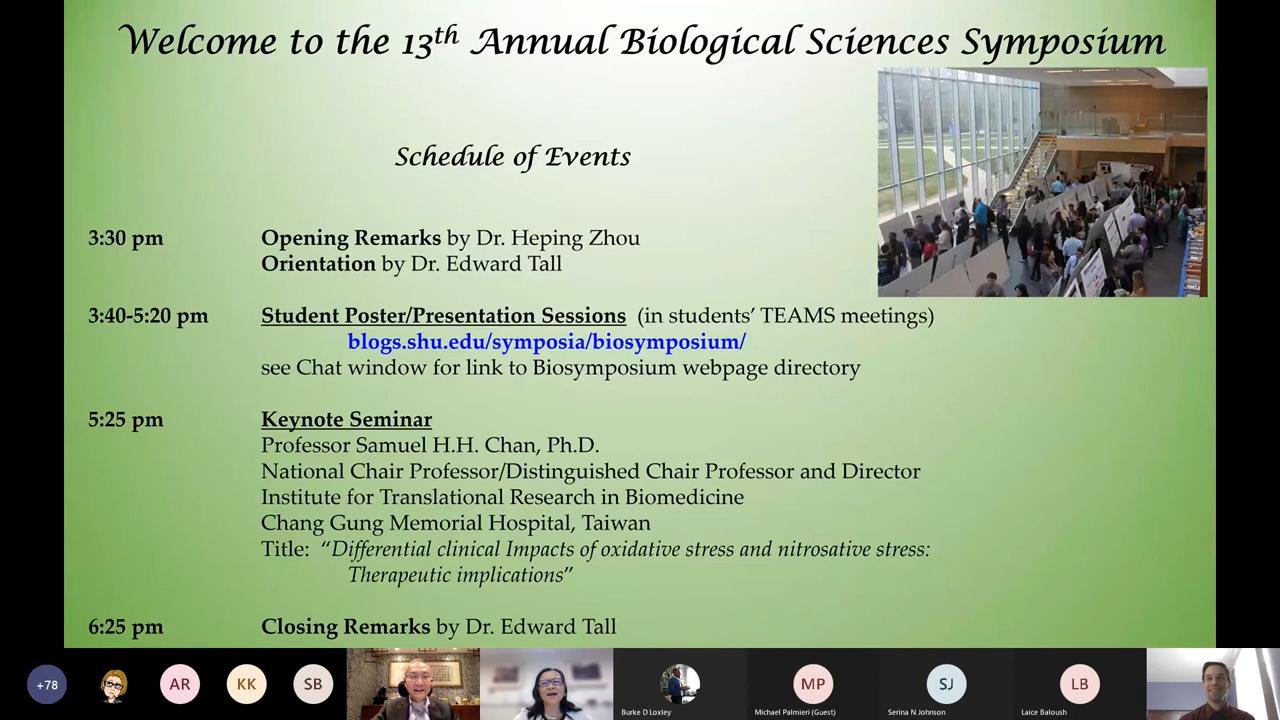 Welcome to the 13th Annual Biological Sciences Symposium
Schedule of Events
3:30 pm Opening Remarks by Dr. Heping Zhou
Orientation by Dr. Edward Tall
3:40-5:20 pm Student Poster/Presentation Sessions (in students’ TEAMS meetings)
blogs.shu.edu/symposia/biosymposium/
see Chat window for link to Biosymposium webpage directory
5:25 pm Keynote Seminar
Professor Samuel H.H. Chan, Ph.D.
National Chair Professor/Distinguished Chair Professor and Director
Institute for Translational Research in Biomedicine
Chang Gung Memorial Hospital, Taiwan
Title: “Differential clinical Impacts of oxidative stress and nitrosative stress:
Therapeutic implications”
6:25 pm Closing Remarks by Dr. Edward Tall
+78 AR KK SB MP SJ LB
Burke D Loxley Michael Palmieri (Guest) Serina N Johnson Laice Baloush